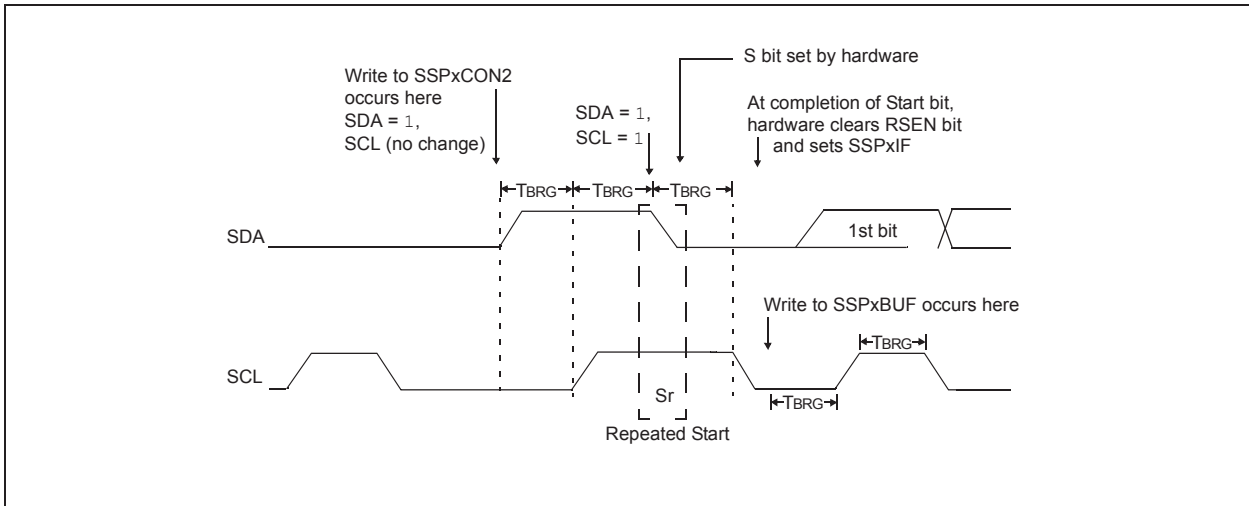 S bit set by hardware
Write to SSPxCON2
occurs here
SDA = 1,
SCL (no change)
SDA = 1,
SCL = 1
At completion of Start bit,
hardware clears RSEN bit
and sets SSPxIF
TBRG TBRG TBRG
SDA
1st bit
Write to SSPxBUF occurs here
TBRG
SCL
Sr
TBRG
Repeated Start